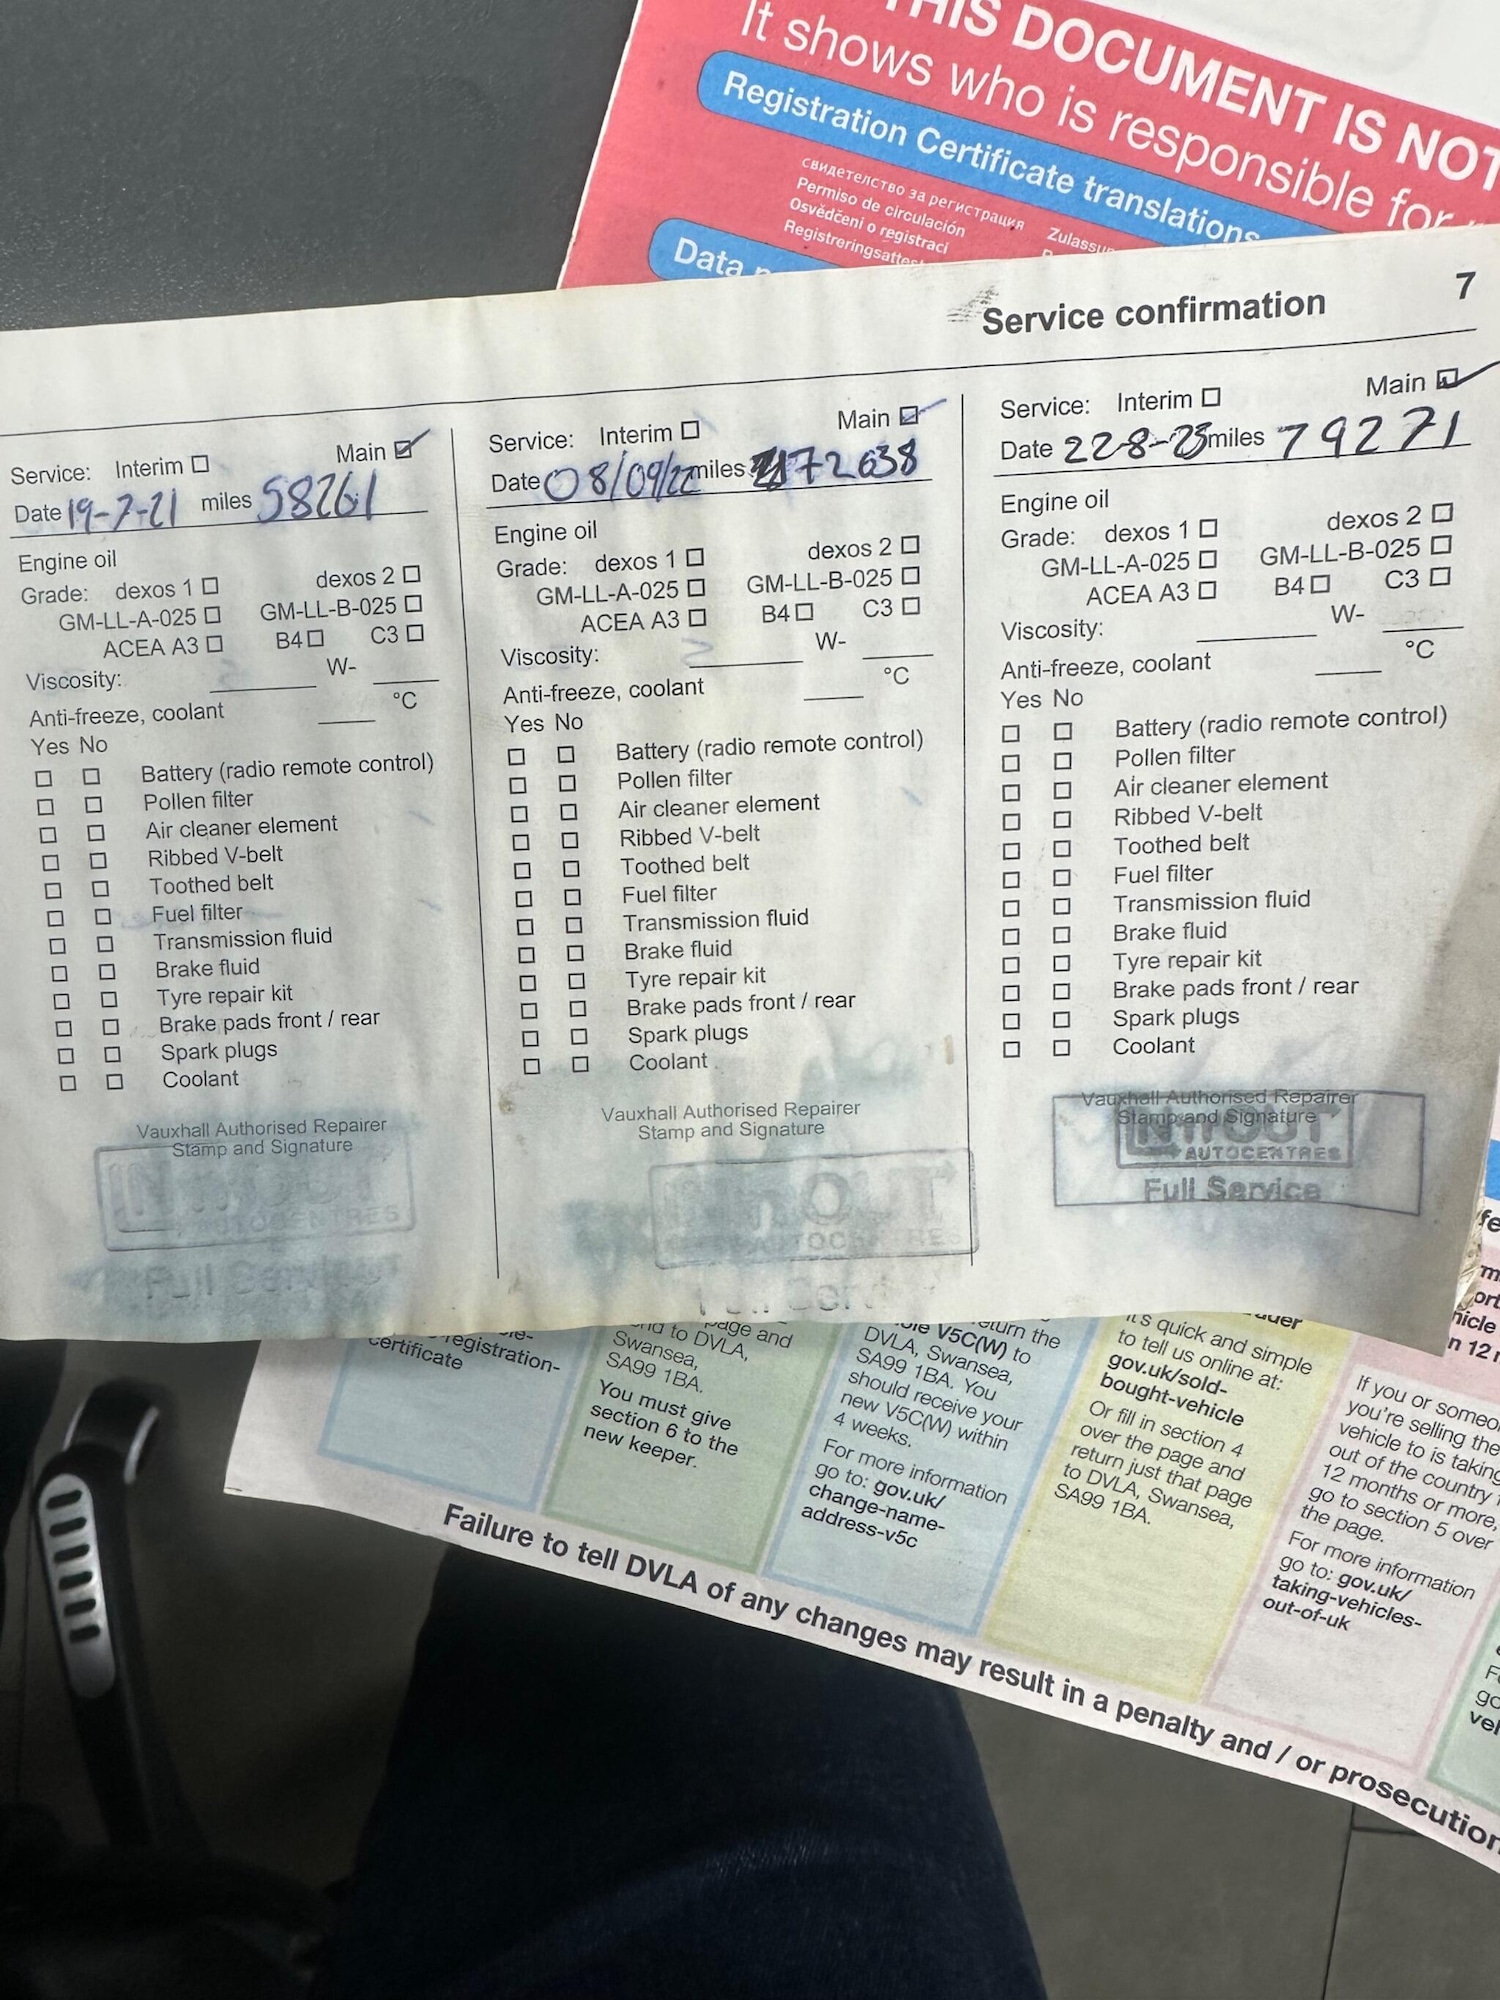 THIS DOCUMENT IS NOT
It shows who is responsible for
Registration Certificate translations
свидетелство за регистрация
Permiso de circulación
Osvědčení o registraci
Zulassun
Data
Service confirmation
7
Service: Interim ☐ Main ☑
Date 19-7-21 miles 58261
Engine oil
Grade: dexos 1 ☐ dexos 2 ☐
GM-LL-A-025 ☐ GM-LL-B-025 ☐
ACEA A3 ☐ B4 ☐ C3 ☐
Viscosity: ____ W- ____
Anti-freeze, coolant ____ °C
Yes No
☐ ☐ Battery (radio remote control)
☐ ☐ Pollen filter
☐ ☐ Air cleaner element
☐ ☐ Ribbed V-belt
☐ ☐ Toothed belt
☐ ☐ Fuel filter
☐ ☐ Transmission fluid
☐ ☐ Brake fluid
☐ ☐ Tyre repair kit
☐ ☐ Brake pads front / rear
☐ ☐ Spark plugs
☐ ☐ Coolant
Vauxhall Authorised Repairer
Stamp and Signature
AUTOCENTRES
Full Service
Service: Interim ☐ Main ☑
Date 08/09/22 miles 72638
Engine oil
Grade: dexos 1 ☐ dexos 2 ☐
GM-LL-A-025 ☐ GM-LL-B-025 ☐
ACEA A3 ☐ B4 ☐ C3 ☐
Viscosity: ____ W- ____
Anti-freeze, coolant ____ °C
Yes No
☐ ☐ Battery (radio remote control)
☐ ☐ Pollen filter
☐ ☐ Air cleaner element
☐ ☐ Ribbed V-belt
☐ ☐ Toothed belt
☐ ☐ Fuel filter
☐ ☐ Transmission fluid
☐ ☐ Brake fluid
☐ ☐ Tyre repair kit
☐ ☐ Brake pads front / rear
☐ ☐ Spark plugs
☐ ☐ Coolant
Vauxhall Authorised Repairer
Stamp and Signature
Service: Interim ☐ Main ☑
Date 22-8-23 miles 79271
Engine oil
Grade: dexos 1 ☐ dexos 2 ☐
GM-LL-A-025 ☐ GM-LL-B-025 ☐
ACEA A3 ☐ B4 ☐ C3 ☐
Viscosity: ____ W- ____
Anti-freeze, coolant ____ °C
Yes No
☐ ☐ Battery (radio remote control)
☐ ☐ Pollen filter
☐ ☐ Air cleaner element
☐ ☐ Ribbed V-belt
☐ ☐ Toothed belt
☐ ☐ Fuel filter
☐ ☐ Transmission fluid
☐ ☐ Brake fluid
☐ ☐ Tyre repair kit
☐ ☐ Brake pads front / rear
☐ ☐ Spark plugs
☐ ☐ Coolant
Vauxhall Authorised Repairer
Stamp and Signature
AUTOCENTRES
Full Service
registration-
certificate
page and
to DVLA,
Swansea,
SA99 1BA.
You must give
section 6 to the
new keeper.
return the
V5C(W) to
DVLA, Swansea,
SA99 1BA. You
should receive your
new V5C(W) within
4 weeks.
For more information
go to: gov.uk/
change-name-
address-v5c
it's quick and simple
to tell us online at:
gov.uk/sold-
bought-vehicle
Or fill in section 4
over the page and
return just that page
to DVLA, Swansea,
SA99 1BA.
If you or someo
you're selling the
vehicle to is taking
out of the country
12 months or more,
go to section 5 over
the page.
For more information
go to: gov.uk/
taking-vehicles-
out-of-uk
Failure to tell DVLA of any changes may result in a penalty and / or prosecution